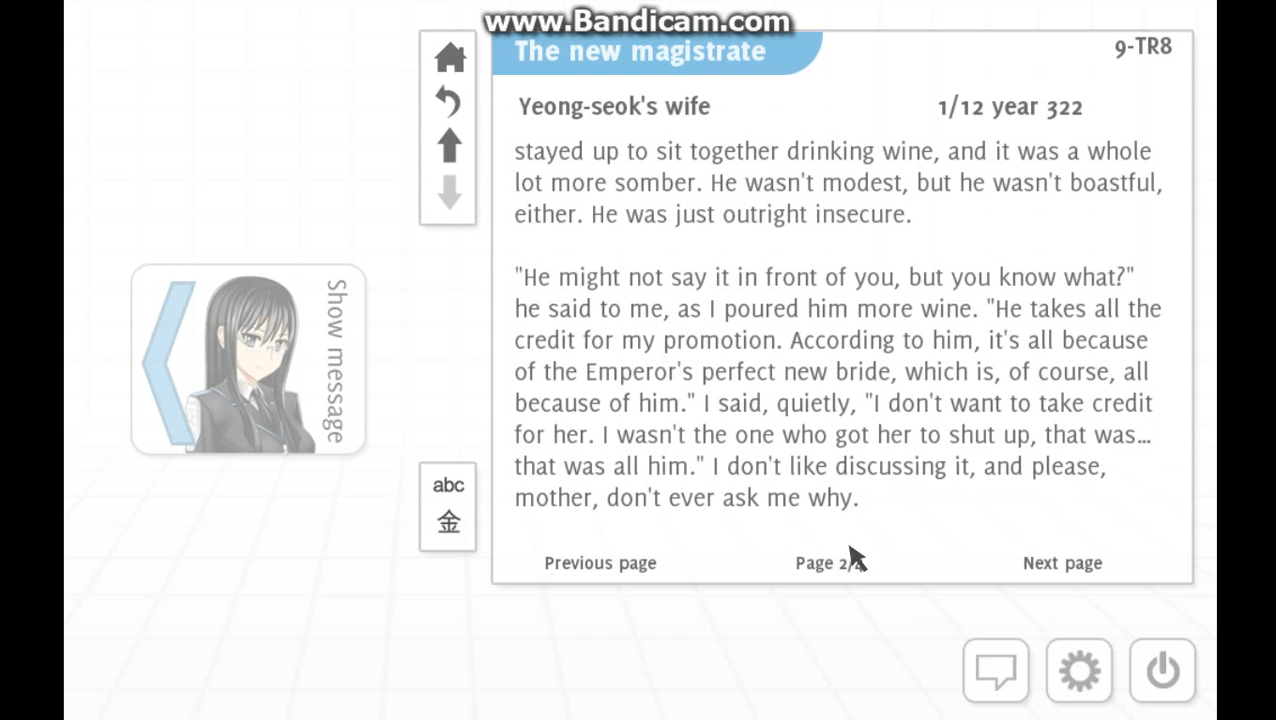 www.Bandicam.com
The new magistrate
9-TR8
Yeong-seok's wife
1/12 year 322
stayed up to sit together drinking wine, and it was a whole
lot more somber. He wasn't modest, but he wasn't boastful,
either. He was just outright insecure.
"He might not say it in front of you, but you know what?"
he said to me, as I poured him more wine. "He takes all the
credit for my promotion. According to him, it's all because
of the Emperor's perfect new bride, which is, of course, all
because of him." I said, quietly, "I don't want to take credit
for her. I wasn't the one who got her to shut up, that was…
that was all him." I don't like discussing it, and please,
mother, don't ever ask me why.
Show message
abc
金
Previous page
Page 2/
Next page